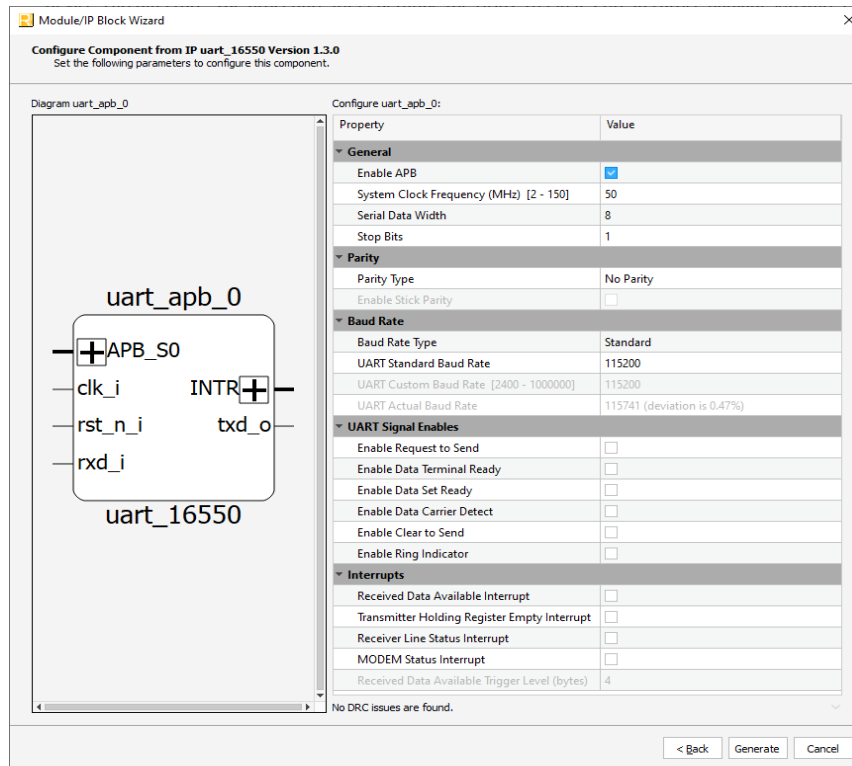 Module/IP Block Wizard
Configure Component from IP uart_16550 Version 1.3.0
Set the following parameters to configure this component.
Diagram uart_apb_0
uart_apb_0
APB_S0
clk_i INTR
rst_n_i txd_o
rxd_i
uart_16550
Configure uart_apb_0:
Property Value
General
Enable APB
System Clock Frequency (MHz) [2 - 150] 50
Serial Data Width 8
Stop Bits 1
Parity
Parity Type No Parity
Enable Stick Parity
Baud Rate
Baud Rate Type Standard
UART Standard Baud Rate 115200
UART Custom Baud Rate [2400 - 1000000] 115200
UART Actual Baud Rate 115741 (deviation is 0.47%)
UART Signal Enables
Enable Request to Send
Enable Data Terminal Ready
Enable Data Set Ready
Enable Data Carrier Detect
Enable Clear to Send
Enable Ring Indicator
Interrupts
Received Data Available Interrupt
Transmitter Holding Register Empty Interrupt
Receiver Line Status Interrupt
MODEM Status Interrupt
Received Data Available Trigger Level (bytes) 4
No DRC issues are found.
< Back Generate Cancel